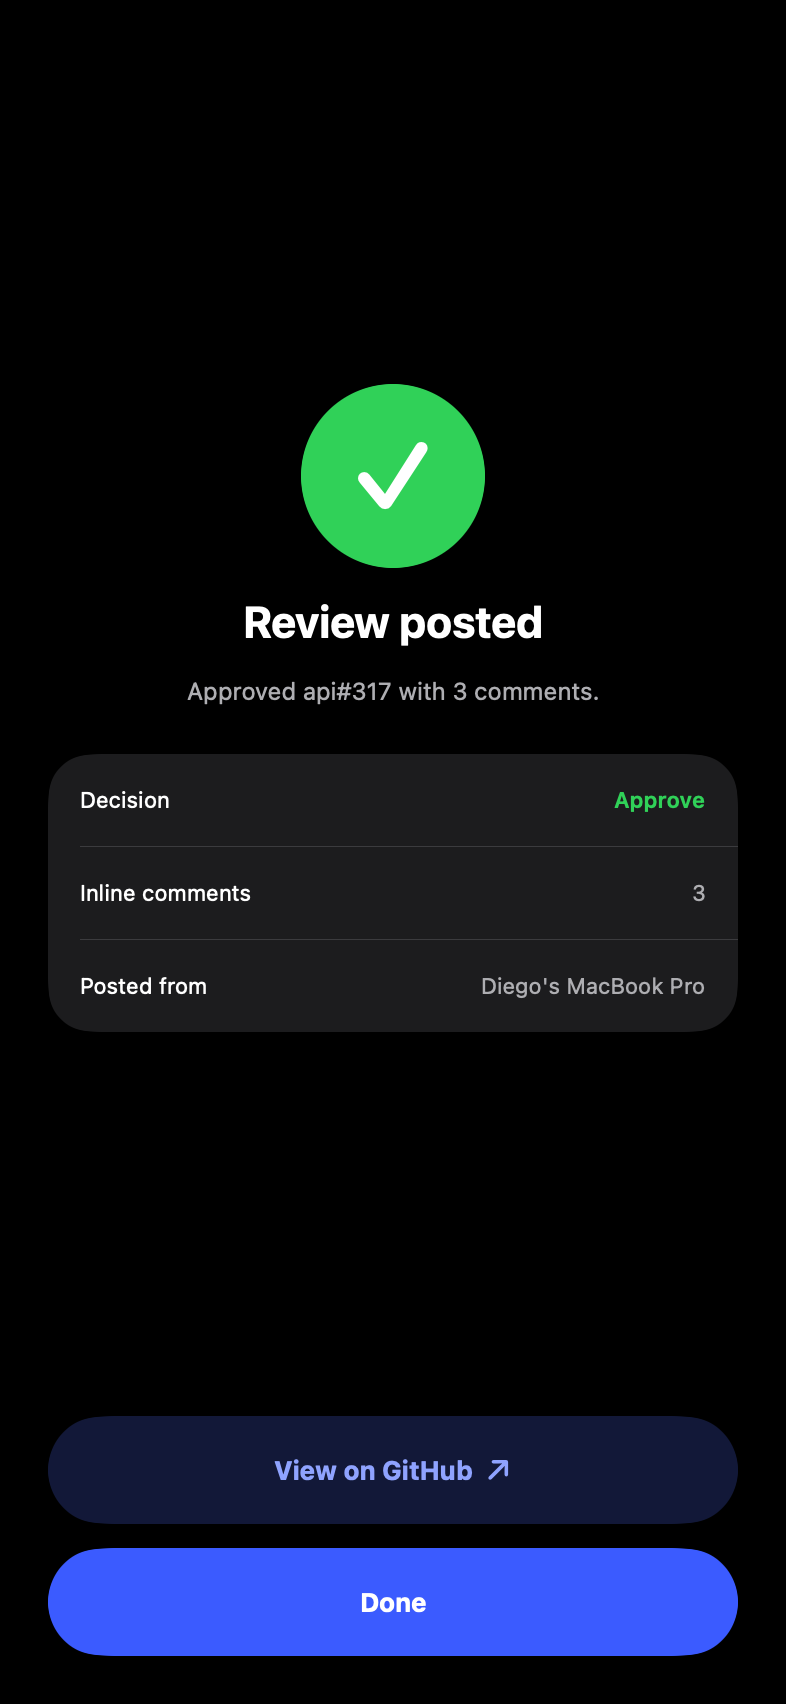 Review posted
Approved api#317 with 3 comments.
Decision Approve
Inline comments 3
Posted from Diego's MacBook Pro
View on GitHub
Done